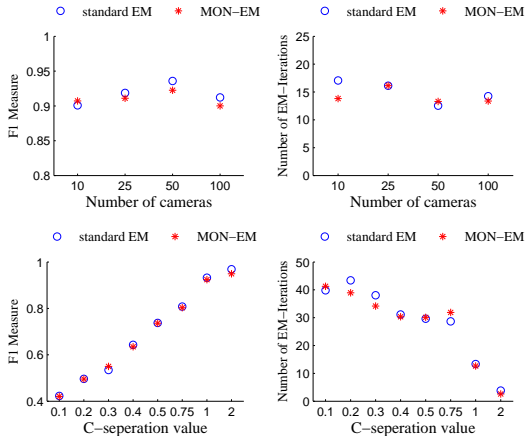 standard EM MON-EM
1
0.95
0.9
0.85
0.8
F1 Measure
10 25 50 100
Number of cameras
standard EM MON-EM
25
20
15
10
5
0
Number of EM-Iterations
10 25 50 100
Number of cameras
standard EM MON-EM
1
0.8
0.6
0.4
F1 Measure
0.1 0.2 0.3 0.4 0.5 0.75 1 2
C-seperation value
standard EM MON-EM
50
40
30
20
10
0
Number of EM-Iterations
0.1 0.2 0.3 0.4 0.5 0.75 1 2
C-seperation value